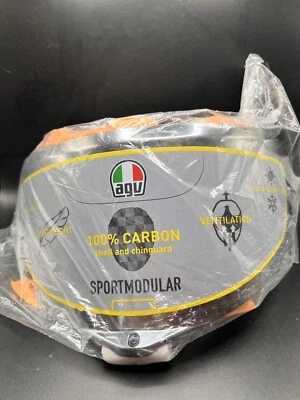 agv
100% CARBON
shell and chinguard
VENTILATION
SPORTMODULAR